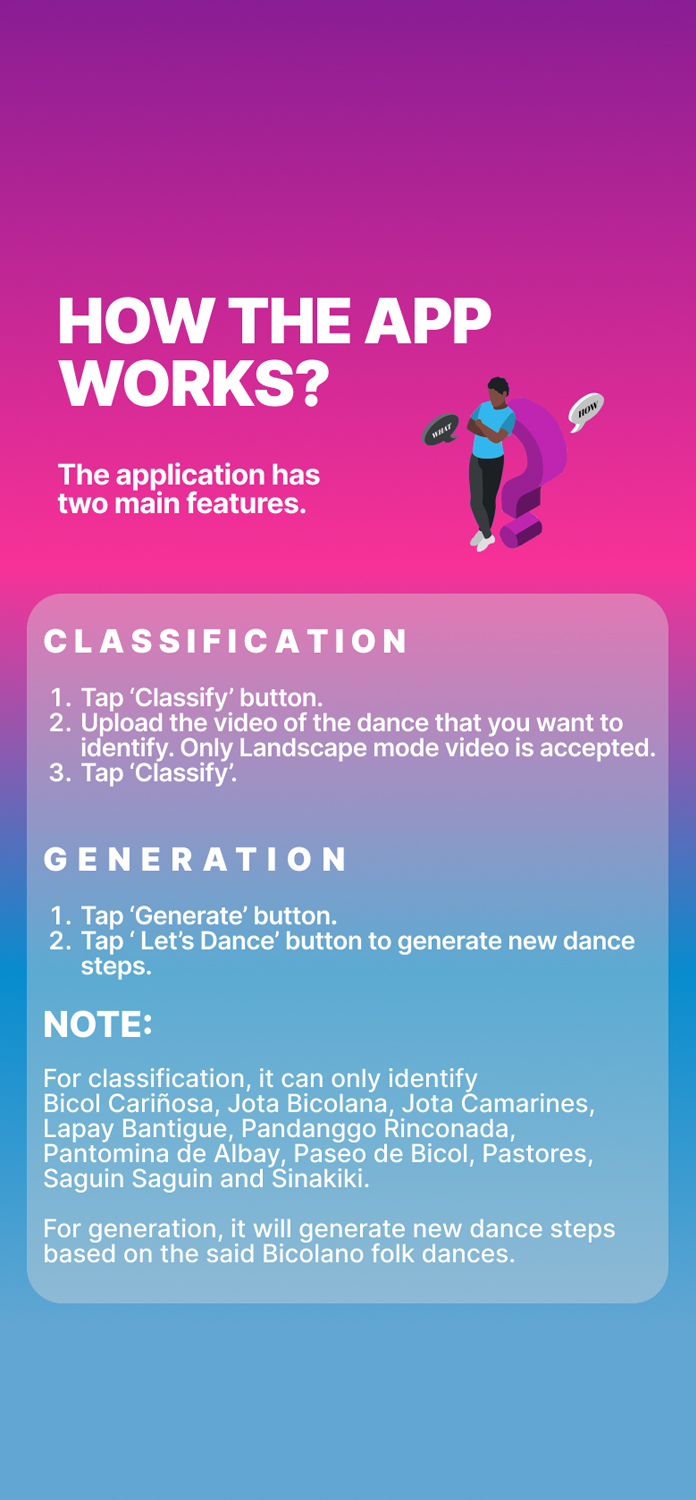 HOW THE APP
WORKS?
WHAT
HOW
The application has
two main features.
CLASSIFICATION
1. Tap ‘Classify’ button.
2. Upload the video of the dance that you want to
identify. Only Landscape mode video is accepted.
3. Tap ‘Classify’.
GENERATION
1. Tap ‘Generate’ button.
2. Tap ‘ Let’s Dance’ button to generate new dance
steps.
NOTE:
For classification, it can only identify
Bicol Cariñosa, Jota Bicolana, Jota Camarines,
Lapay Bantigue, Pandanggo Rinconada,
Pantomina de Albay, Paseo de Bicol, Pastores,
Saguin Saguin and Sinakiki.
For generation, it will generate new dance steps
based on the said Bicolano folk dances.